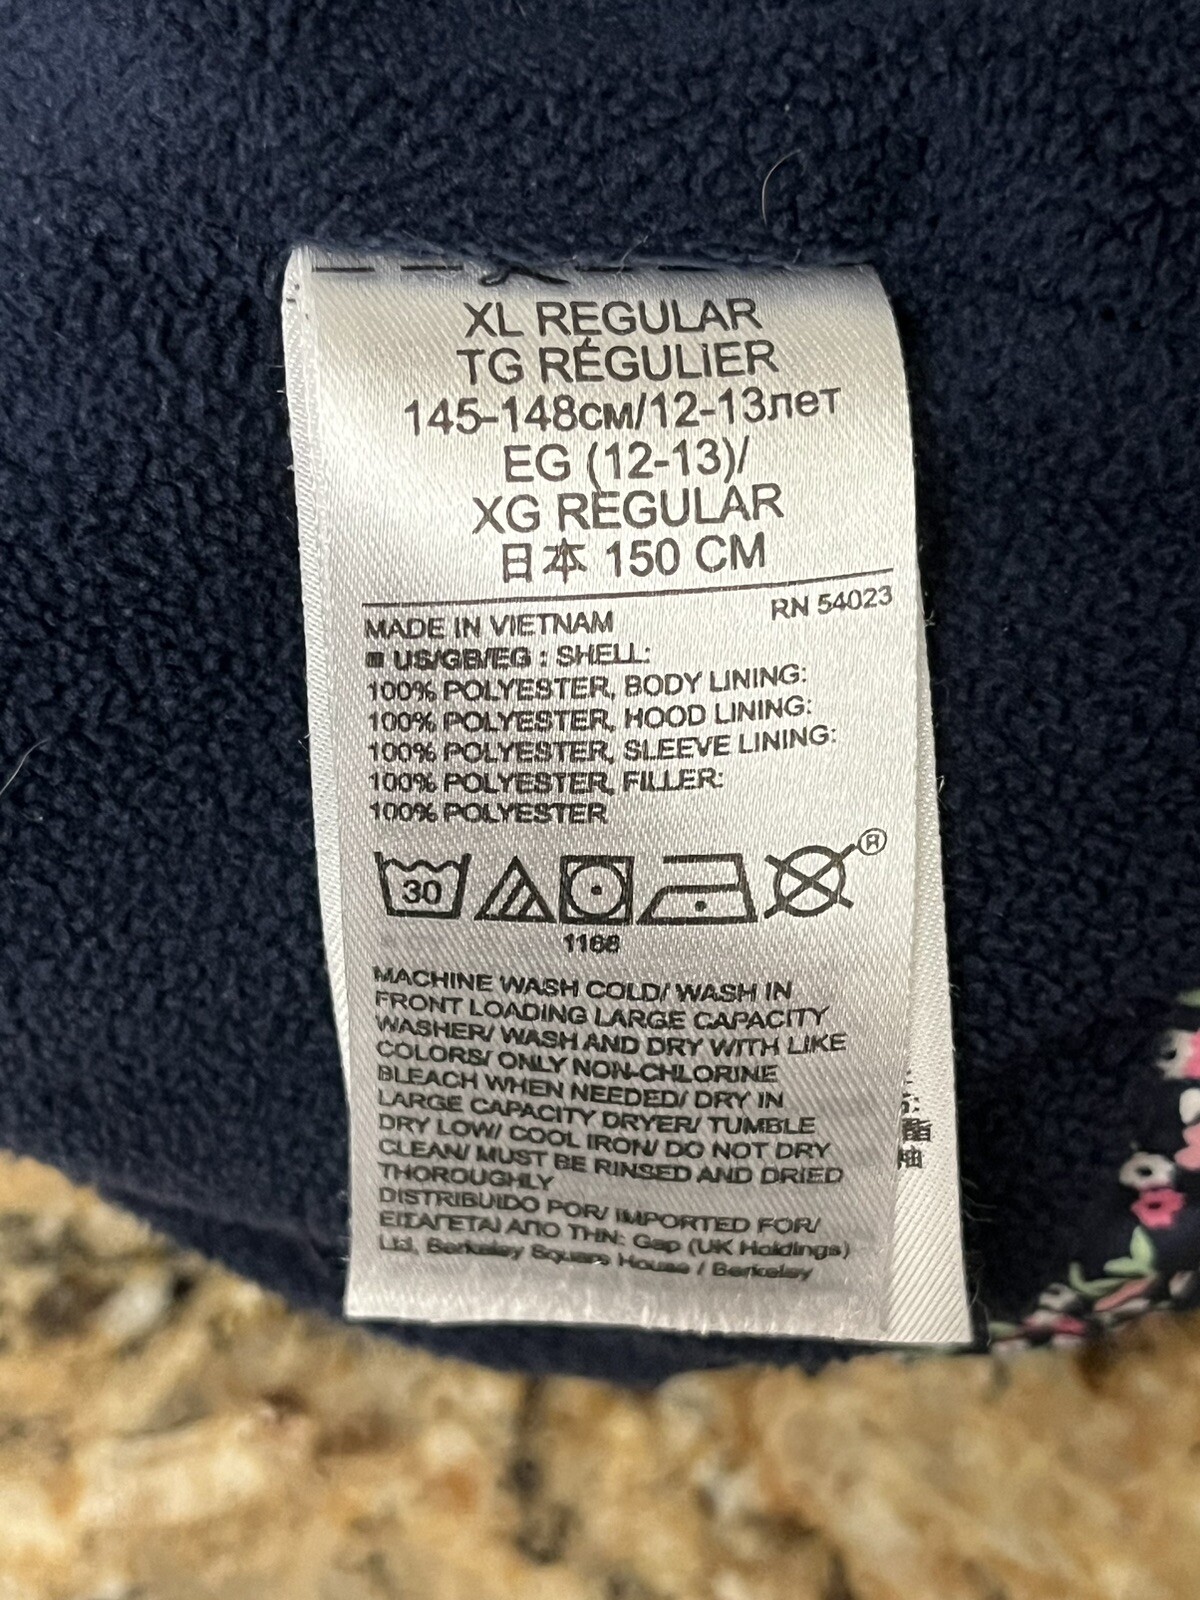 XL REGULAR
TG RÉGULIER
145-148см/12-13лет
EG (12-13)/
XG REGULAR
日本 150 CM
RN 54023
MADE IN VIETNAM
■ US/GB/EG : SHELL:
100% POLYESTER, BODY LINING:
100% POLYESTER, HOOD LINING:
100% POLYESTER, SLEEVE LINING:
100% POLYESTER, FILLER:
100% POLYESTER
30
®
1168
MACHINE WASH COLD/ WASH IN
FRONT LOADING LARGE CAPACITY
WASHER/ WASH AND DRY WITH LIKE
COLORS/ ONLY NON-CHLORINE
BLEACH WHEN NEEDED/ DRY IN
LARGE CAPACITY DRYER/ TUMBLE
DRY LOW/ COOL IRON/ DO NOT DRY
CLEAN/ MUST BE RINSED AND DRIED
THOROUGHLY
DISTRIBUIDO POR/ IMPORTED FOR/
ΕΙΣΑΓΕΤΑΙ ΑΠΟ ΤΗΝ: Gap (UK Holdings)
Ltd, Berkeley Square House / Berkeley
酯
袖